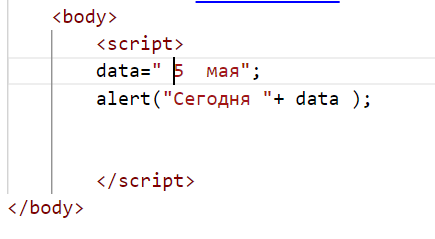 <body>
<script>
data=" 5  мая";
alert("Сегодня "+ data );
</script>
</body>